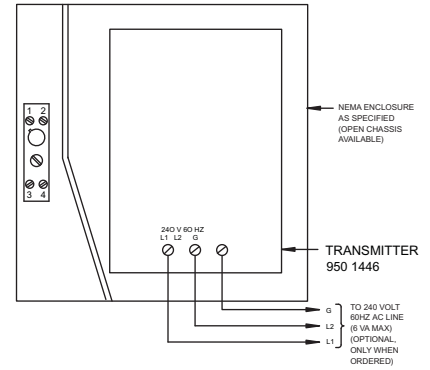 1 2
3 4
NEMA ENCLOSURE
AS SPECIFIED
(OPEN CHASSIS
AVAILABLE)
240 V 60 HZ
L1 L2 G
TRANSMITTER
950 1446
G
L2
L1
TO 240 VOLT
60HZ AC LINE
(6 VA MAX)
(OPTIONAL,
ONLY WHEN
ORDERED)